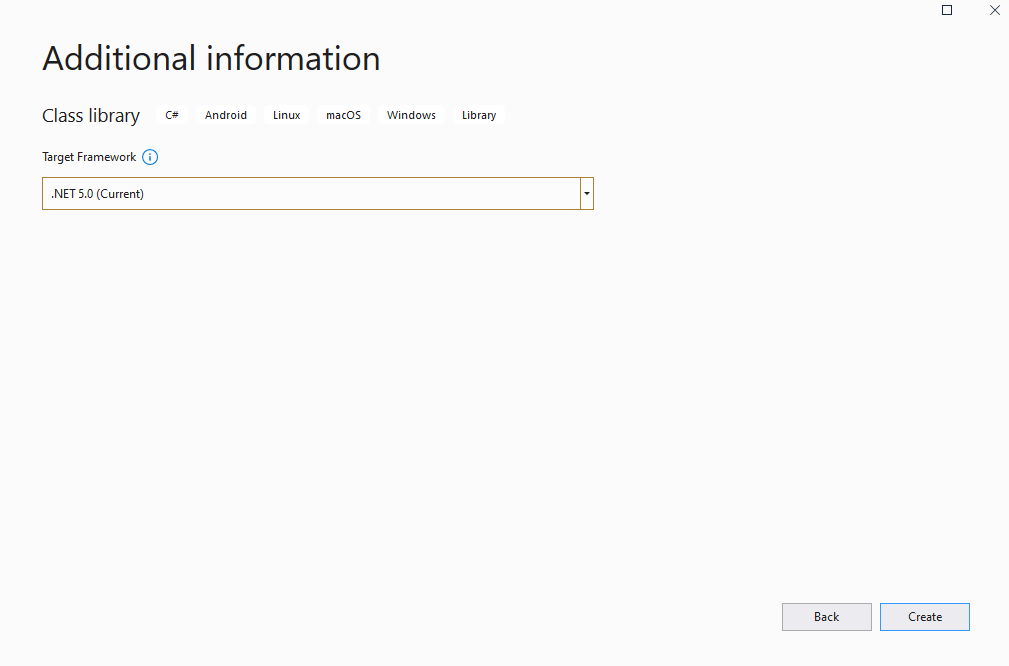 Additional information
Class library C# Android Linux macOS Windows Library
Target Framework
.NET 5.0 (Current)
Back Create